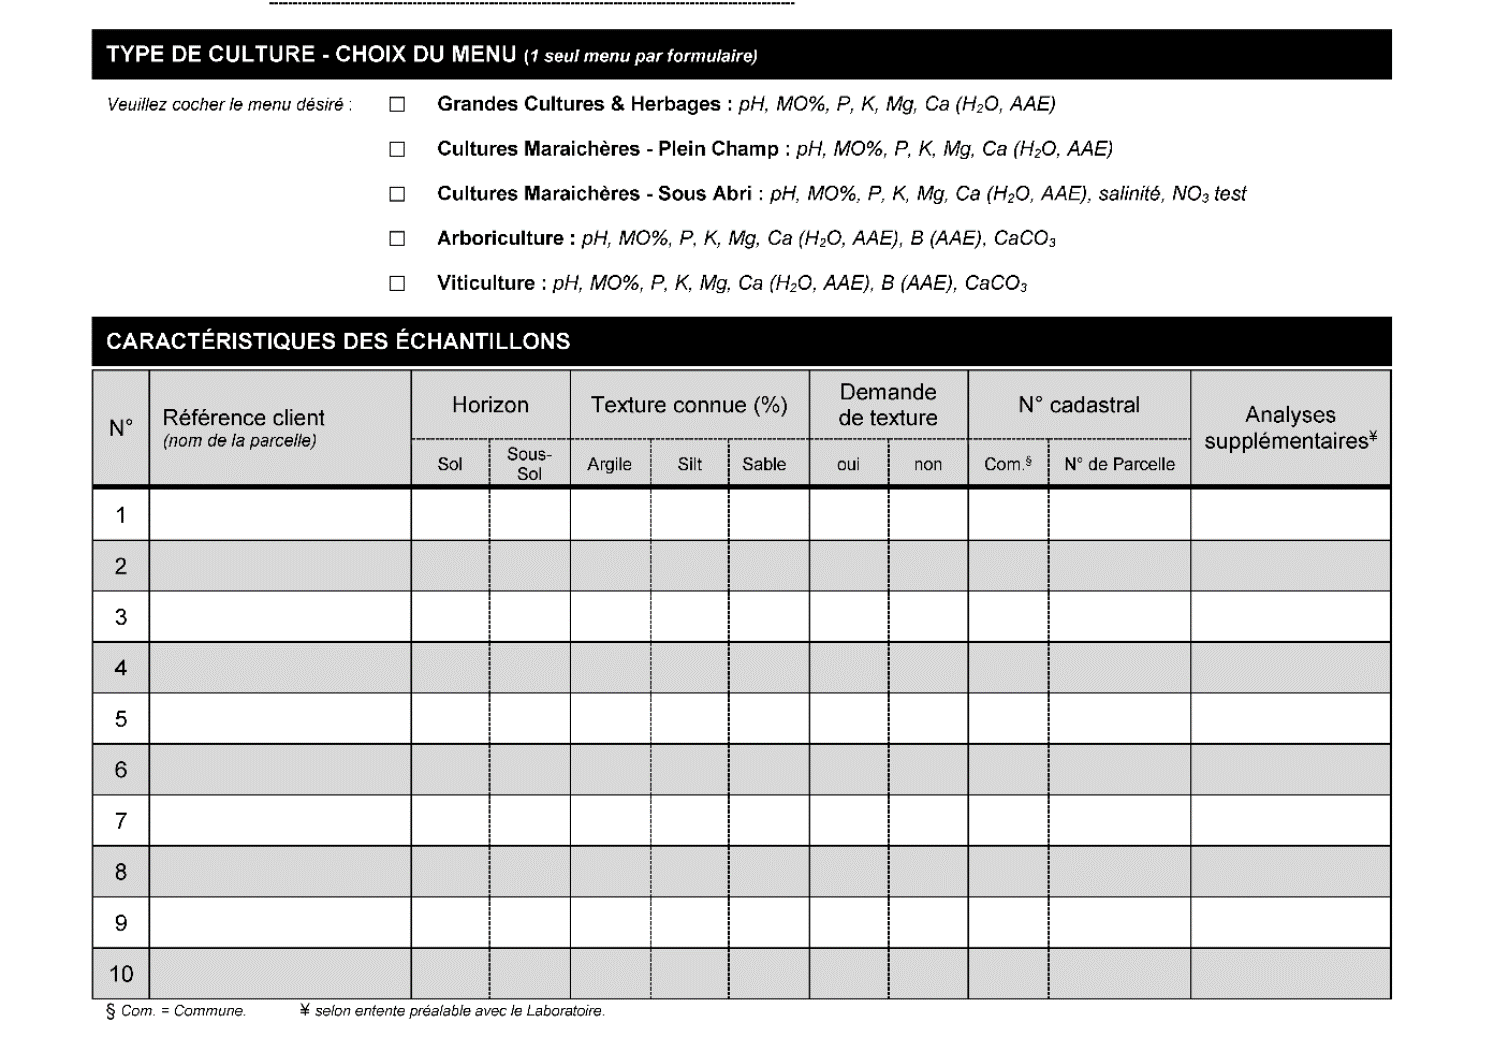 TYPE DE CULTURE - CHOIX DU MENU (1 seul menu par formulaire)
Veuillez cocher le menu désiré :
☐ Grandes Cultures & Herbages : pH, MO%, P, K, Mg, Ca (H₂O, AAE)
☐ Cultures Maraichères - Plein Champ : pH, MO%, P, K, Mg, Ca (H₂O, AAE)
☐ Cultures Maraichères - Sous Abri : pH, MO%, P, K, Mg, Ca (H₂O, AAE), salinité, NO₃ test
☐ Arboriculture : pH, MO%, P, K, Mg, Ca (H₂O, AAE), B (AAE), CaCO₃
☐ Viticulture : pH, MO%, P, K, Mg, Ca (H₂O, AAE), B (AAE), CaCO₃
CARACTÉRISTIQUES DES ÉCHANTILLONS
N°
Référence client
(nom de la parcelle)
Horizon
Sol
Sous-
Sol
Texture connue (%)
Argile
Silt
Sable
Demande
de texture
oui
non
N° cadastral
Com.§
N° de Parcelle
Analyses
supplémentaires¥
1
2
3
4
5
6
7
8
9
10
§ Com. = Commune. ¥ selon entente préalable avec le Laboratoire.